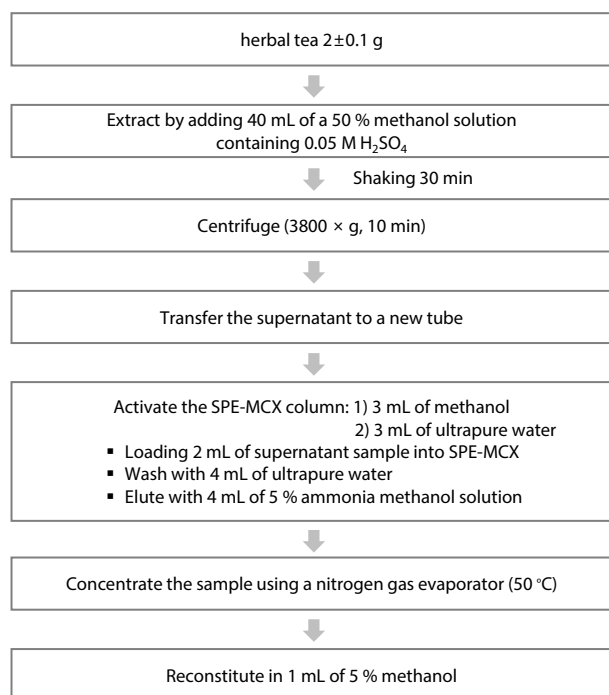 herbal tea 2±0.1 g
Extract by adding 40 mL of a 50 % methanol solution
containing 0.05 M H₂SO₄
Shaking 30 min
Centrifuge (3800 × g, 10 min)
Transfer the supernatant to a new tube
Activate the SPE-MCX column: 1) 3 mL of methanol
2) 3 mL of ultrapure water
▪ Loading 2 mL of supernatant sample into SPE-MCX
▪ Wash with 4 mL of ultrapure water
▪ Elute with 4 mL of 5 % ammonia methanol solution
Concentrate the sample using a nitrogen gas evaporator (50 °C)
Reconstitute in 1 mL of 5 % methanol